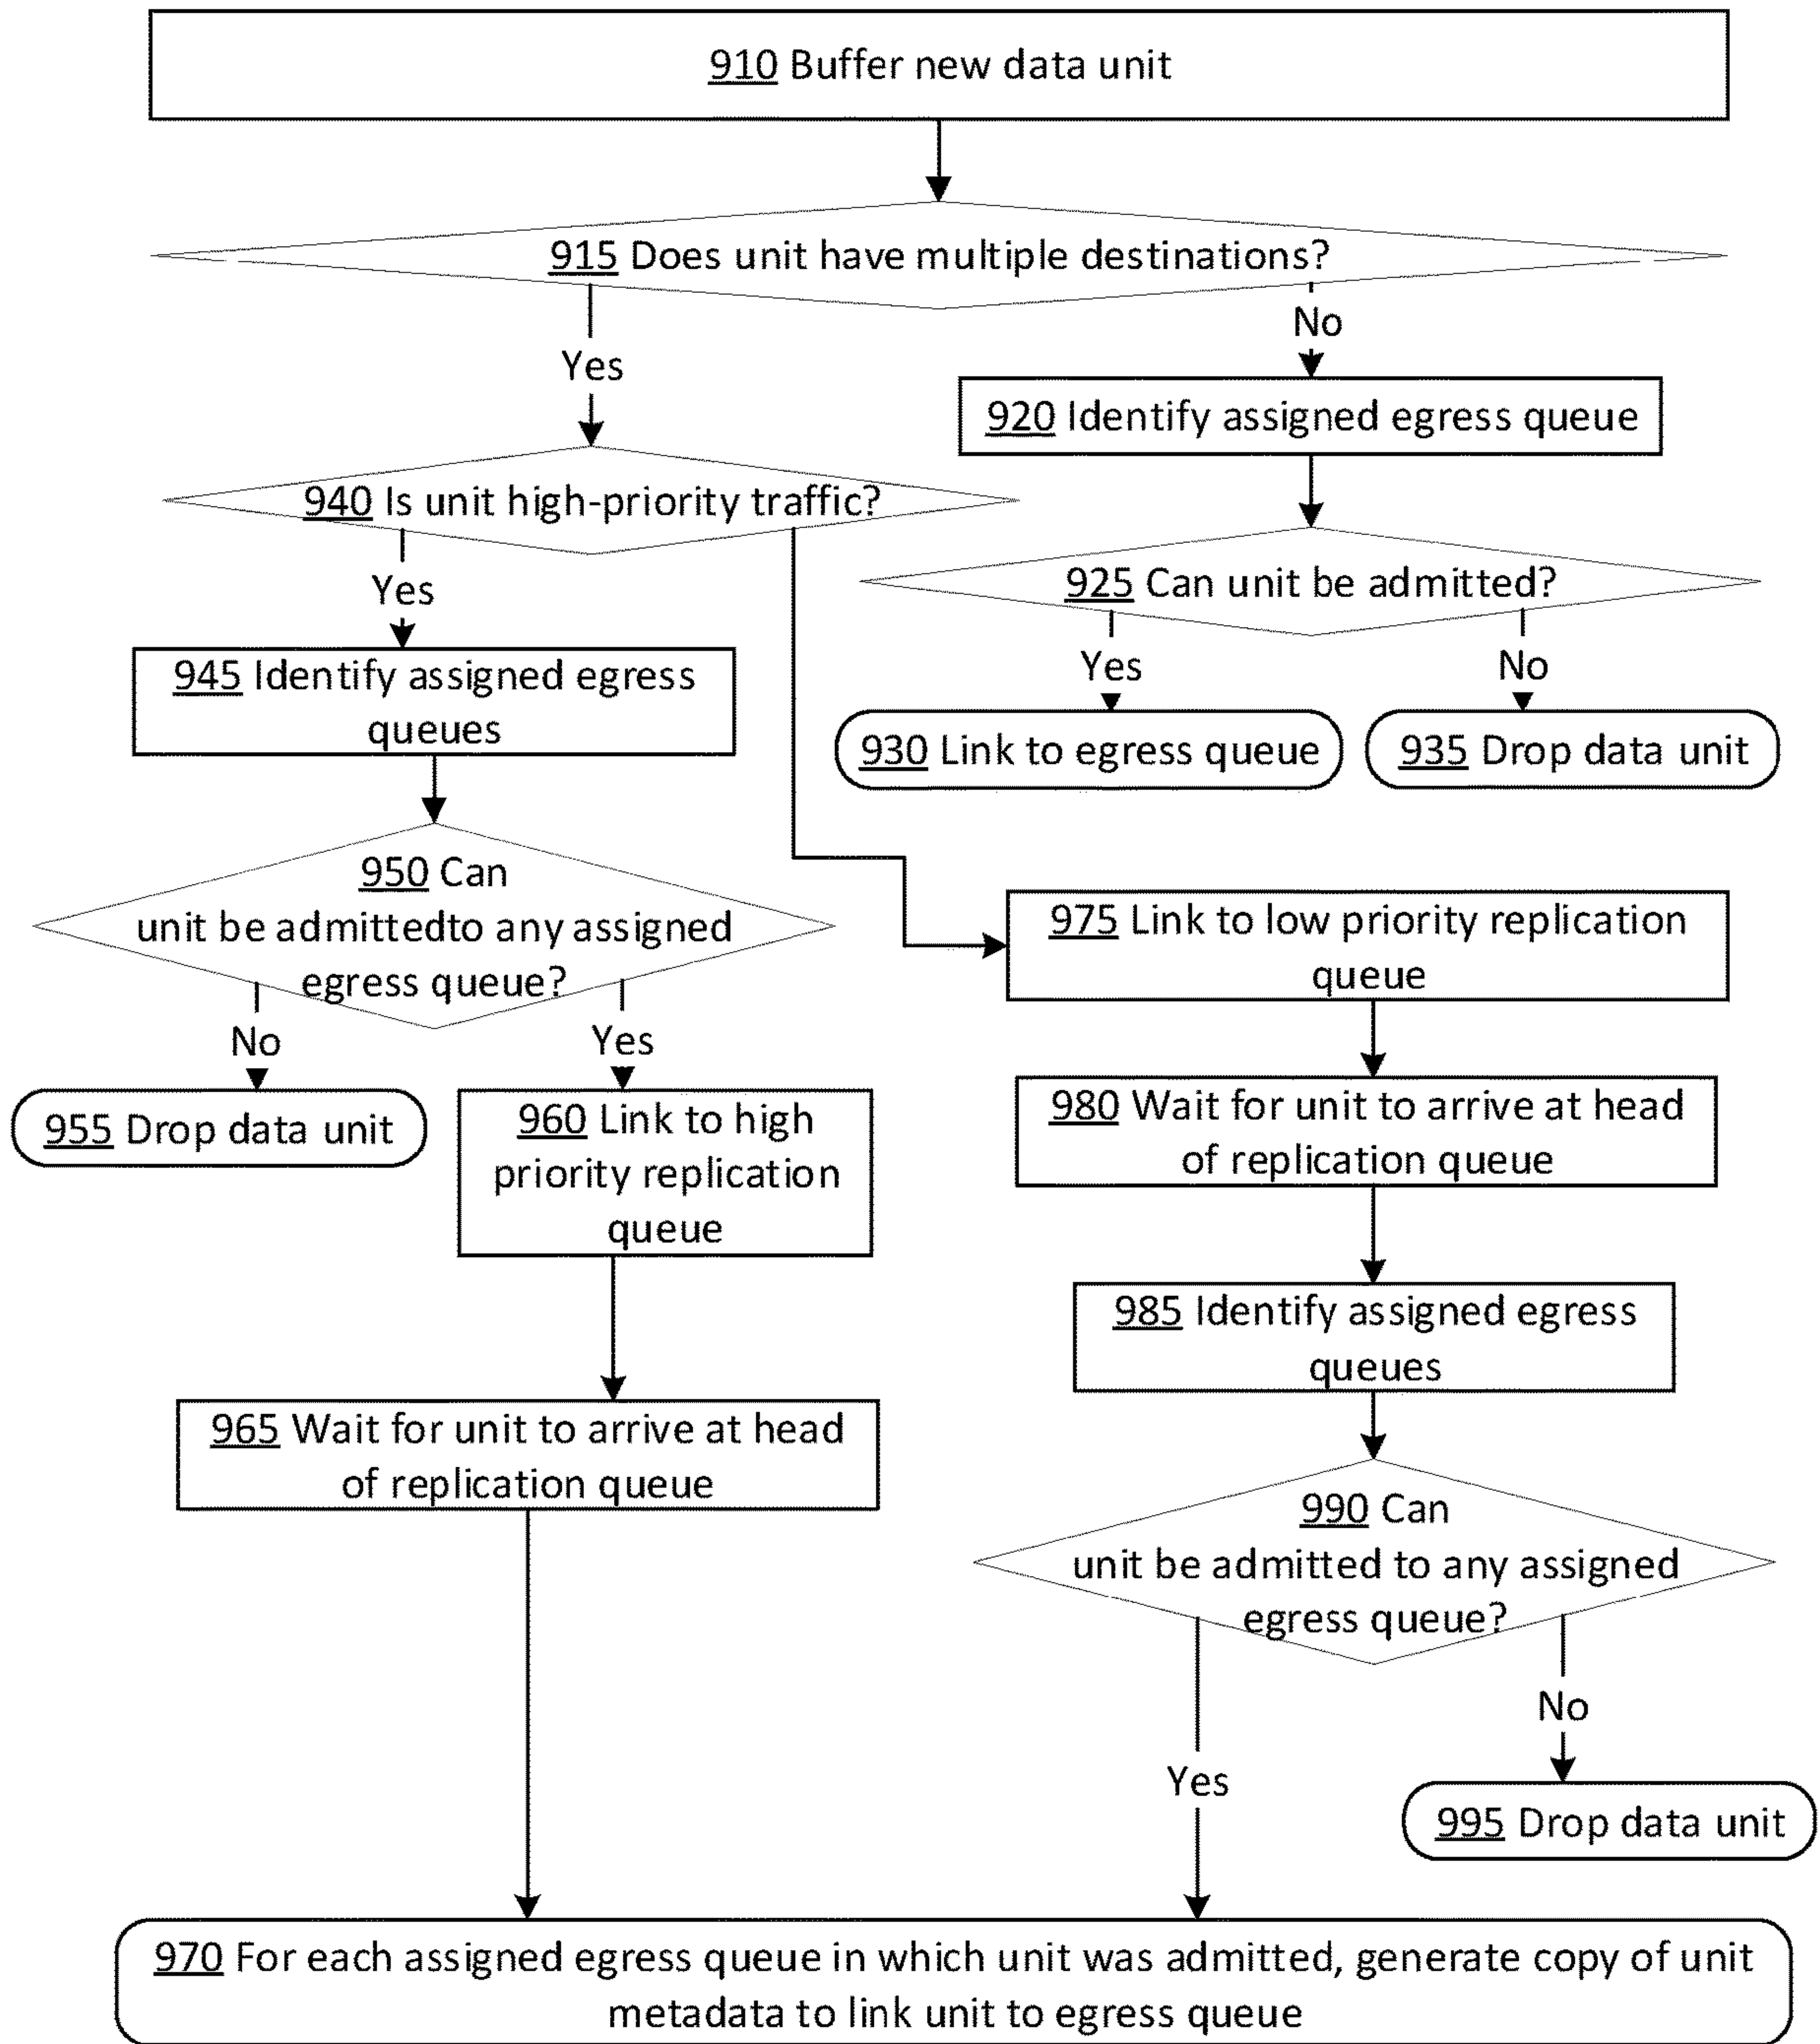 910 Buffer new data unit
915 Does unit have multiple destinations?
No
Yes
920 Identify assigned egress queue
940 Is unit high-priority traffic?
925 Can unit be admitted?
Yes
Yes
No
945 Identify assigned egress
queues
930 Link to egress queue
935 Drop data unit
950 Can
unit be admittedto any assigned
egress queue?
975 Link to low priority replication
queue
No
Yes
955 Drop data unit
960 Link to high
priority replication
queue
980 Wait for unit to arrive at head
of replication queue
985 Identify assigned egress
queues
965 Wait for unit to arrive at head
of replication queue
990 Can
unit be admitted to any assigned
egress queue?
No
Yes
995 Drop data unit
970 For each assigned egress queue in which unit was admitted, generate copy of unit
metadata to link unit to egress queue